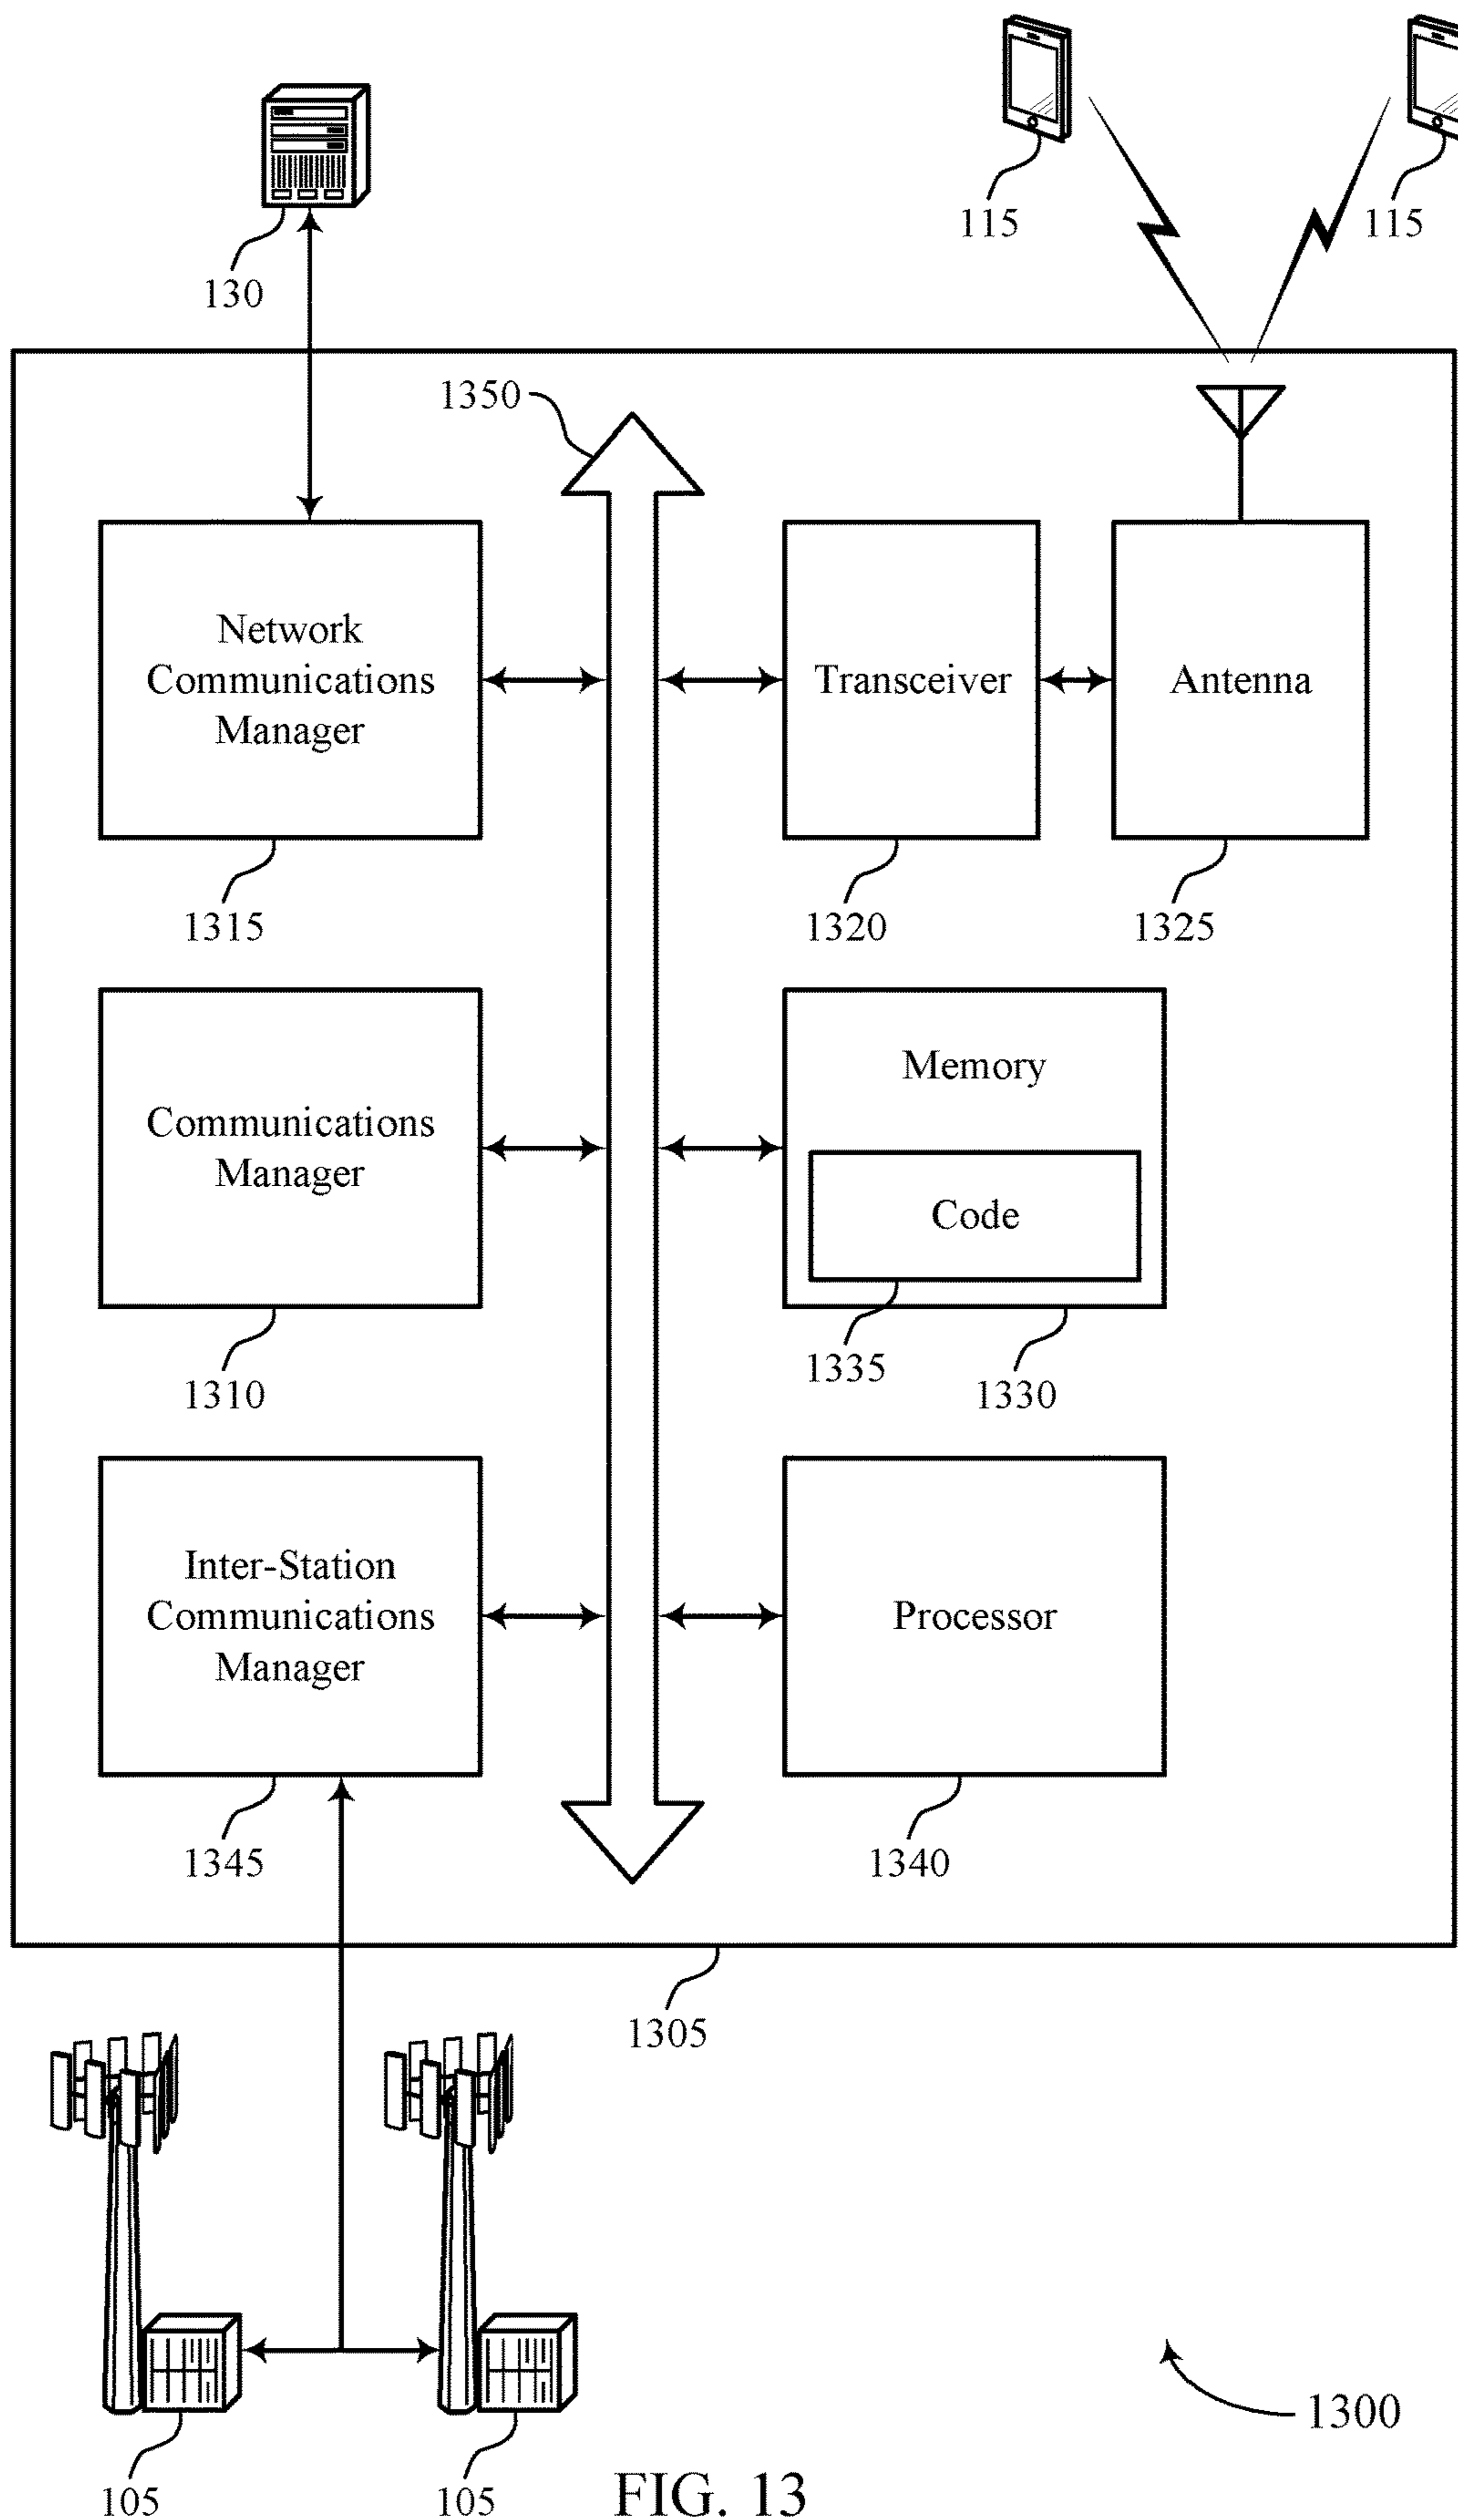 115
115
130
1350
Network
Communications
Manager
Transceiver
Antenna
1315
1320
1325
Communications
Manager
Memory
Code
1310
1335
1330
Inter-Station
Communications
Manager
Processor
1345
1340
1305
1300
105
105
FIG. 13